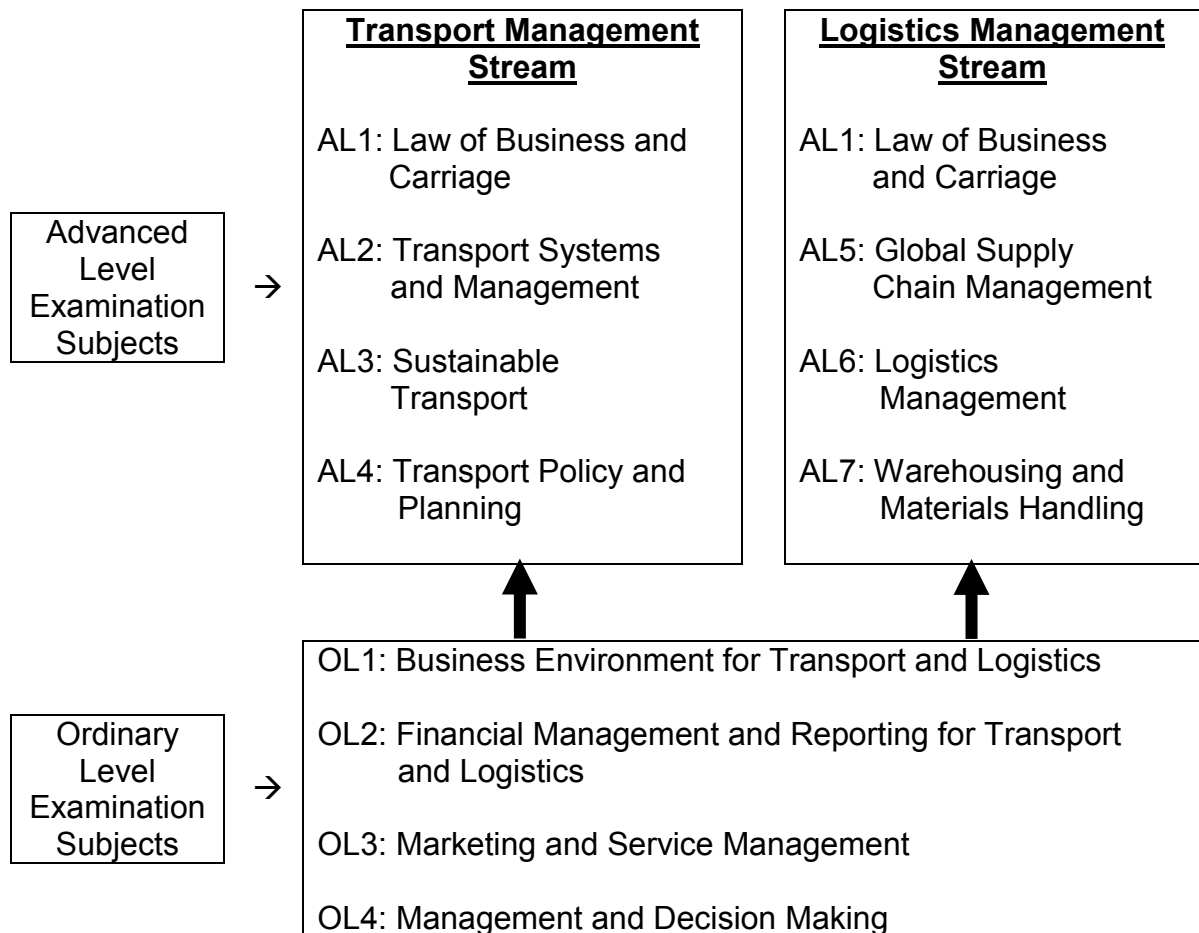 Transport Management
Stream
AL1: Law of Business and
Carriage
AL2: Transport Systems
and Management
AL3: Sustainable
Transport
AL4: Transport Policy and
Planning
Logistics Management
Stream
AL1: Law of Business
and Carriage
AL5: Global Supply
Chain Management
AL6: Logistics
Management
AL7: Warehousing and
Materials Handling
Advanced
Level
Examination
Subjects
→
OL1: Business Environment for Transport and Logistics
OL2: Financial Management and Reporting for Transport
and Logistics
OL3: Marketing and Service Management
OL4: Management and Decision Making
Ordinary
Level
Examination
Subjects
→